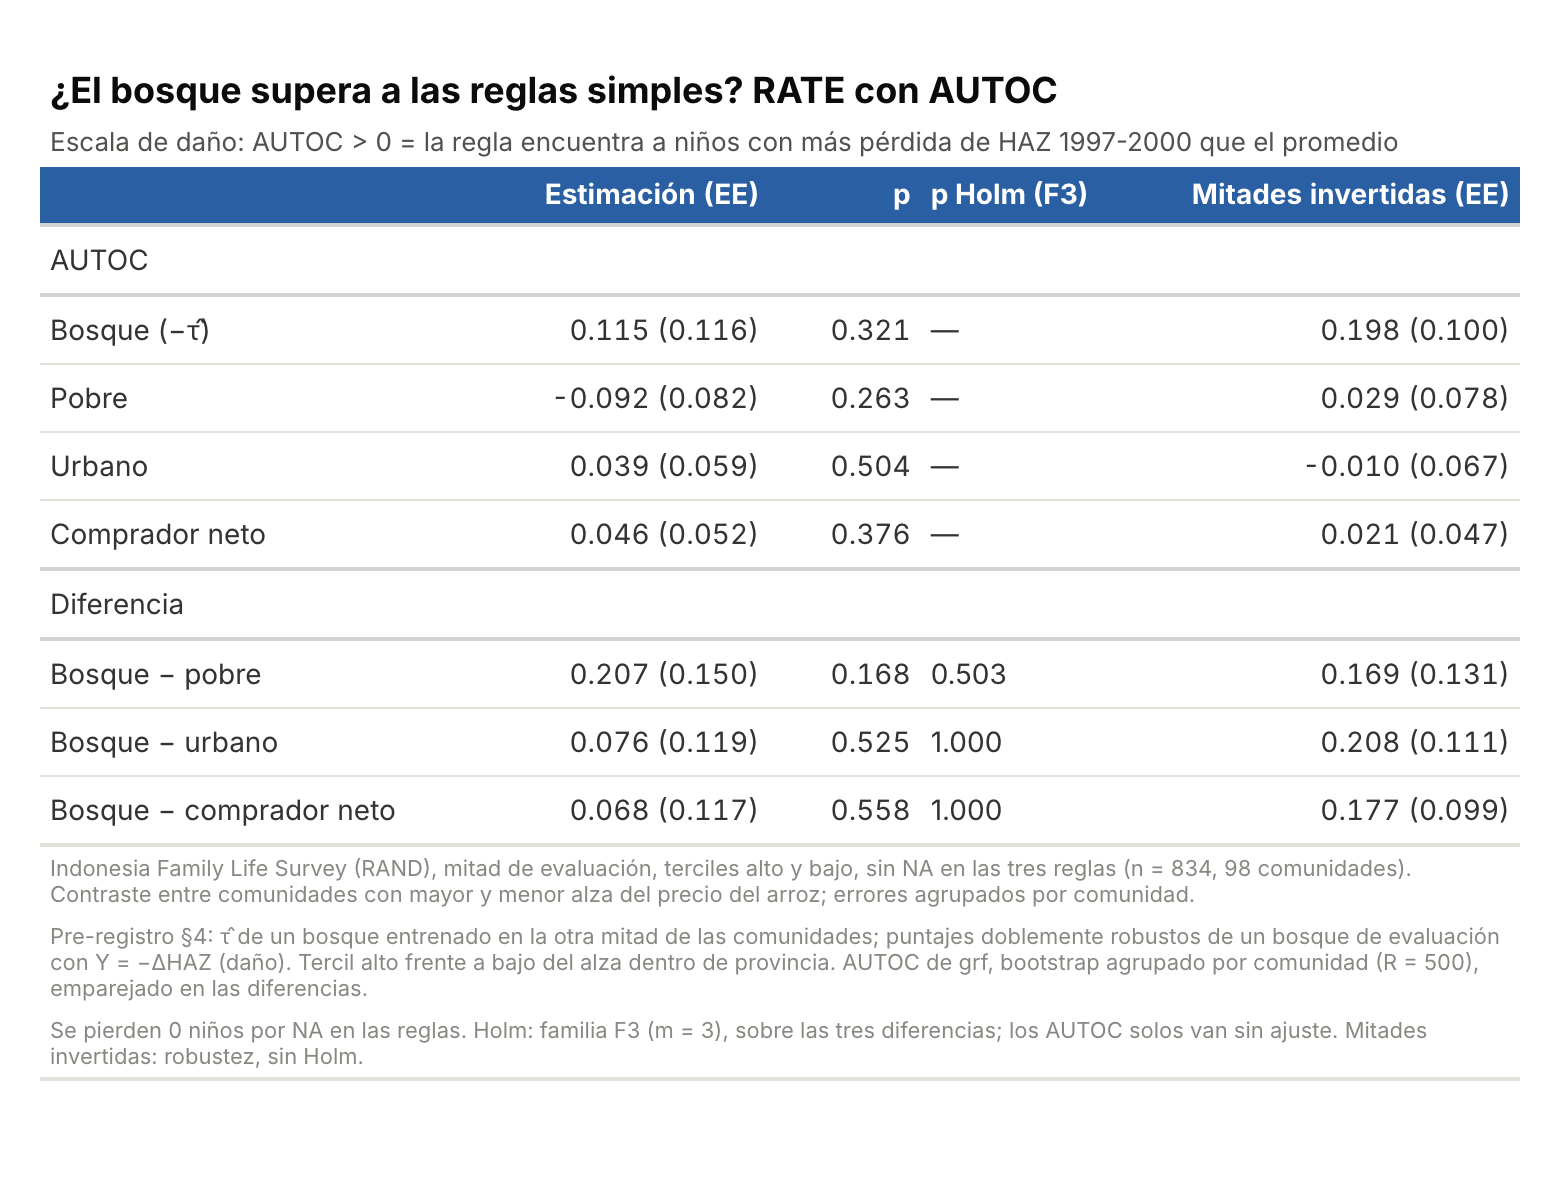 ¿El bosque supera a las reglas simples? RATE con AUTOC
Escala de daño: AUTOC > 0 = la regla encuentra a niños con más pérdida de HAZ 1997-2000 que el promedio
Estimación (EE) p p Holm (F3) Mitades invertidas (EE)
AUTOC
Bosque (−τ̂) 0.115 (0.116) 0.321 — 0.198 (0.100)
Pobre -0.092 (0.082) 0.263 — 0.029 (0.078)
Urbano 0.039 (0.059) 0.504 — -0.010 (0.067)
Comprador neto 0.046 (0.052) 0.376 — 0.021 (0.047)
Diferencia
Bosque − pobre 0.207 (0.150) 0.168 0.503 0.169 (0.131)
Bosque − urbano 0.076 (0.119) 0.525 1.000 0.208 (0.111)
Bosque − comprador neto 0.068 (0.117) 0.558 1.000 0.177 (0.099)
Indonesia Family Life Survey (RAND), mitad de evaluación, terciles alto y bajo, sin NA en las tres reglas (n = 834, 98 comunidades).
Contraste entre comunidades con mayor y menor alza del precio del arroz; errores agrupados por comunidad.
Pre-registro §4: τ̂ de un bosque entrenado en la otra mitad de las comunidades; puntajes doblemente robustos de un bosque de evaluación
con Y = −ΔHAZ (daño). Tercil alto frente a bajo del alza dentro de provincia. AUTOC de grf, bootstrap agrupado por comunidad (R = 500),
emparejado en las diferencias.
Se pierden 0 niños por NA en las reglas. Holm: familia F3 (m = 3), sobre las tres diferencias; los AUTOC solos van sin ajuste. Mitades
invertidas: robustez, sin Holm.